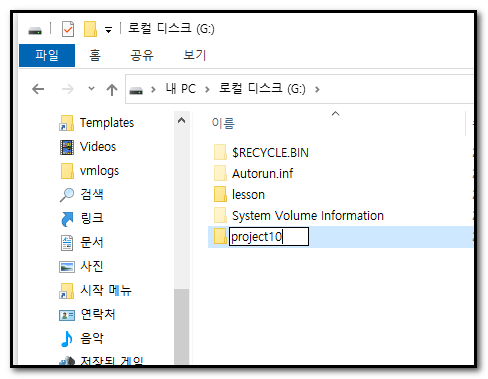 로컬 디스크 (G:)
파일 홈 공유 보기
내 PC 로컬 디스크 (G:)
Templates
Videos
vmlogs
검색
링크
문서
사진
시작 메뉴
연락처
음악
저장된 게임
이름
$RECYCLE.BIN
Autorun.inf
lesson
System Volume Information
project10